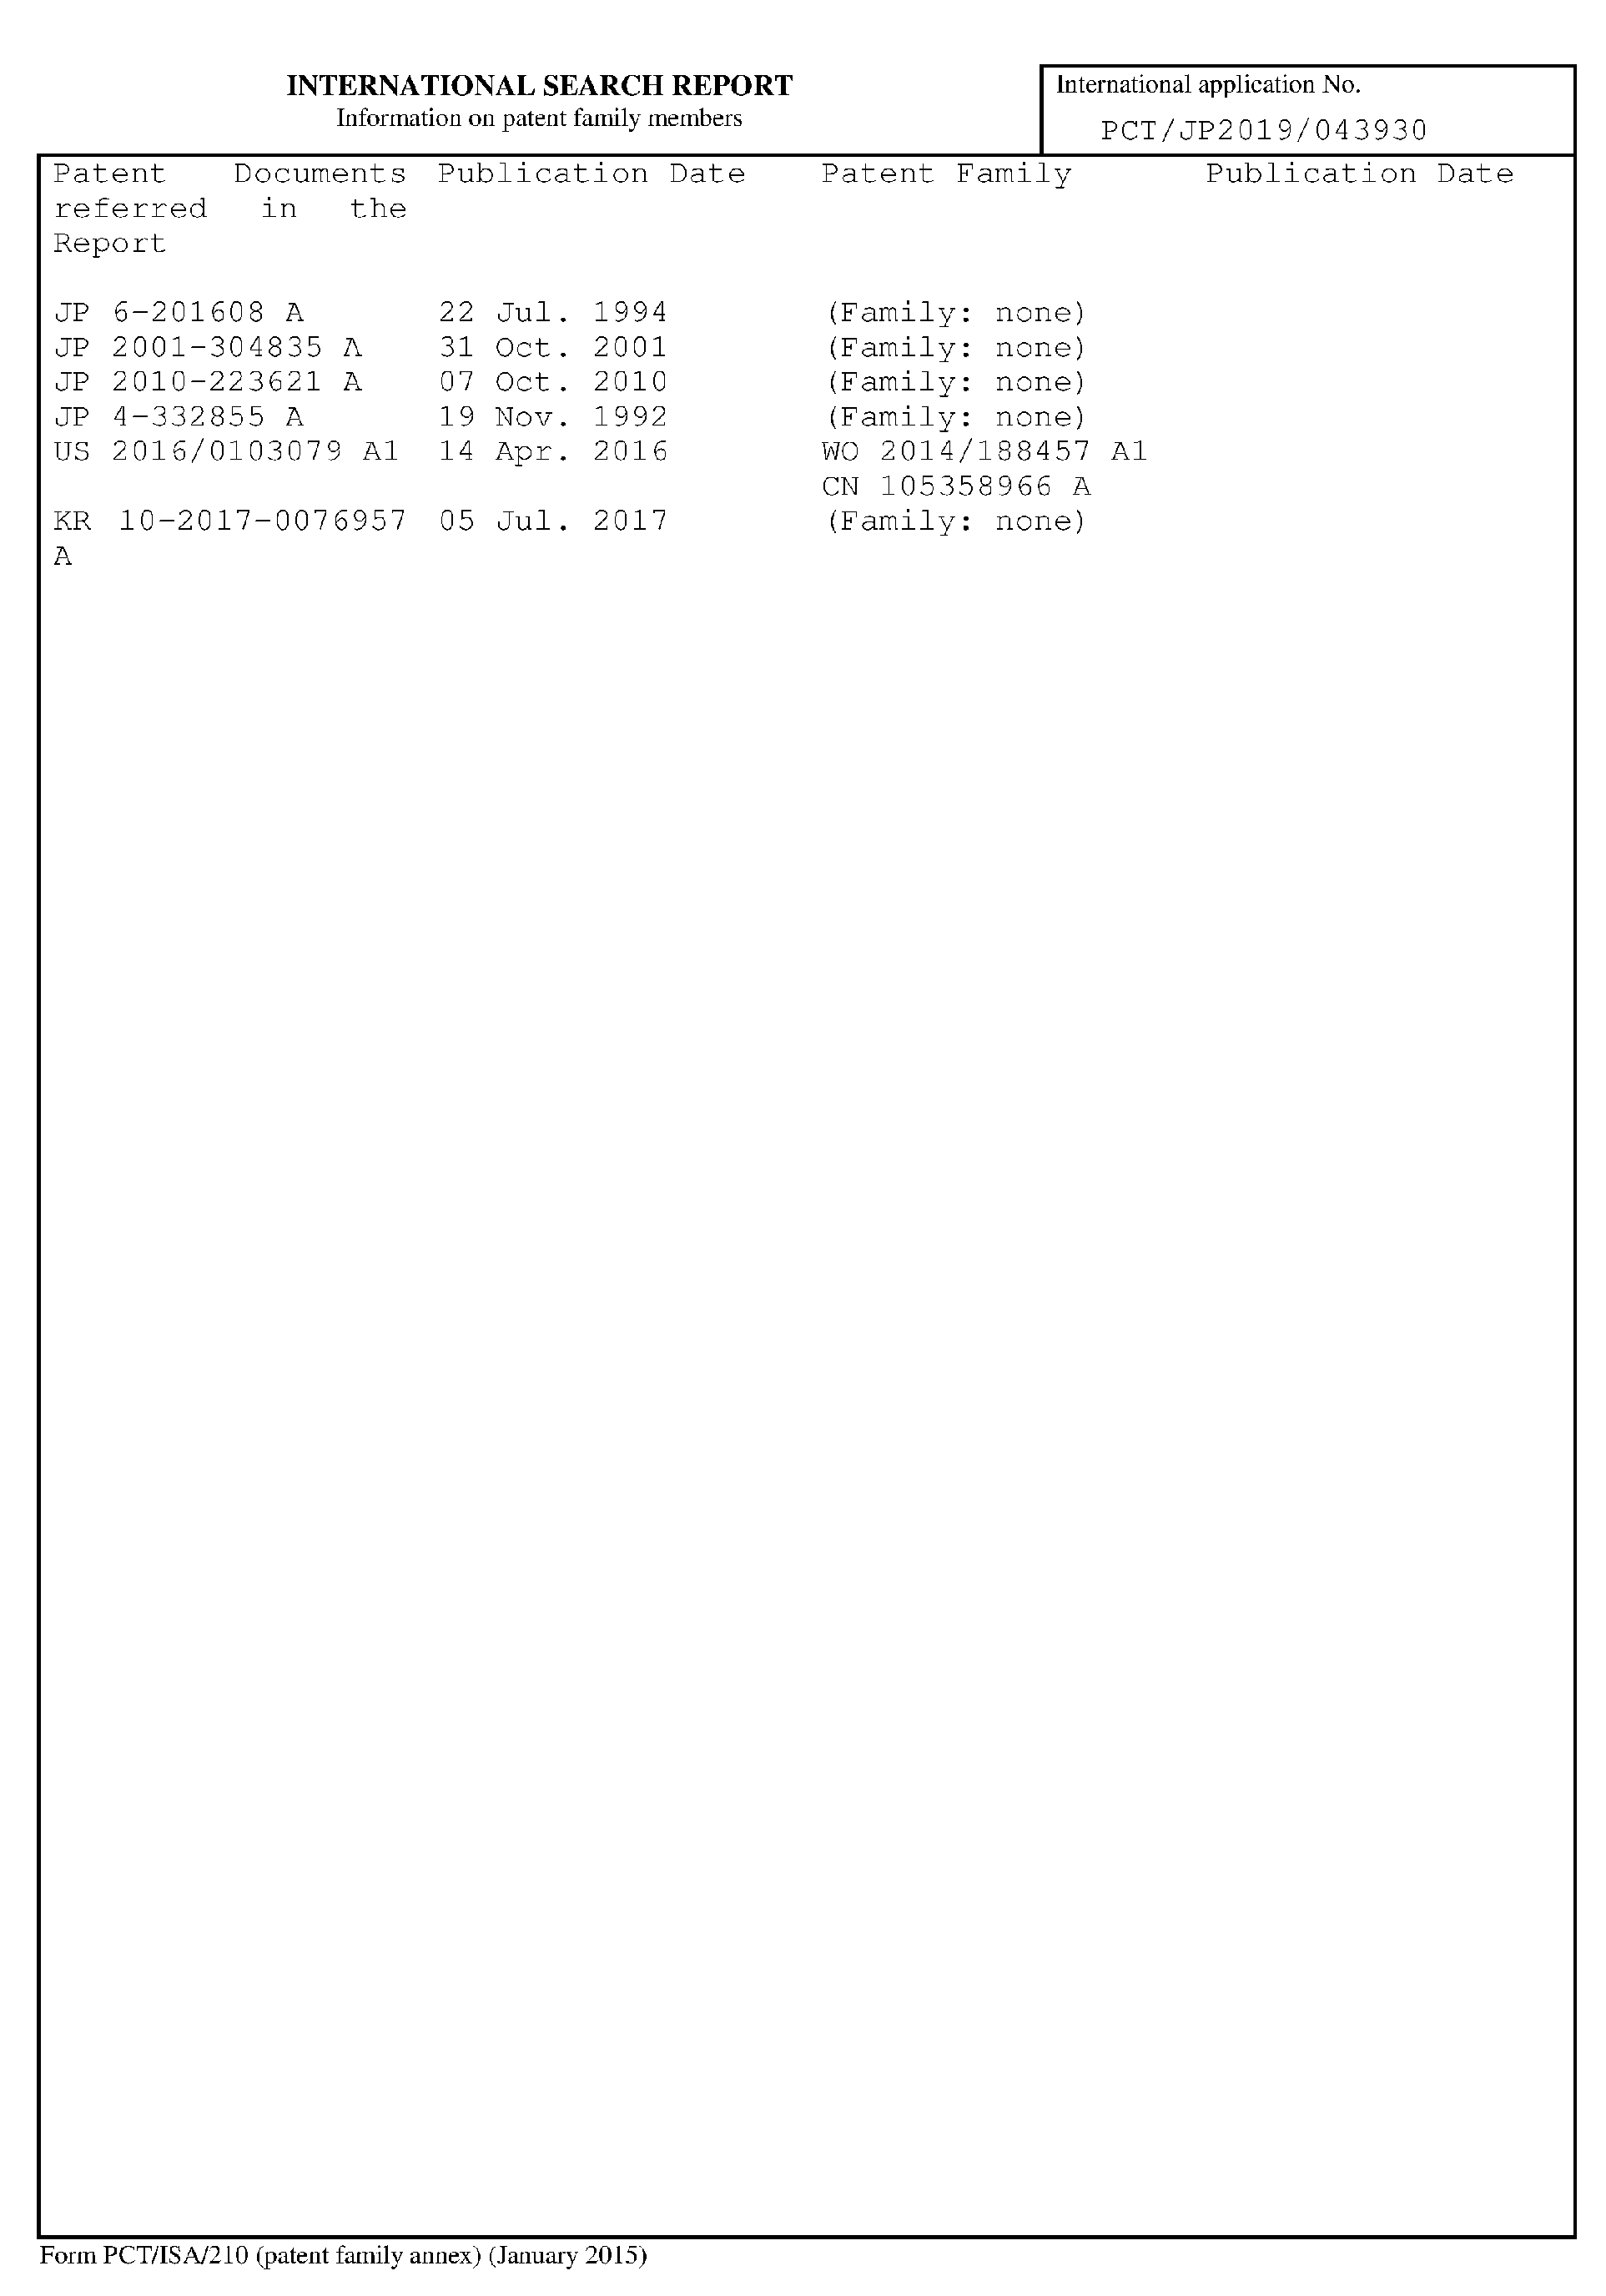 INTERNATIONAL SEARCH REPORT
Information on patent family members
International application No.
PCT/JP2019/043930
Patent Documents Publication Date Patent Family Publication Date
referred in the
Report
JP 6-201608 A 22 Jul. 1994 (Family: none)
JP 2001-304835 A 31 Oct. 2001 (Family: none)
JP 2010-223621 A 07 Oct. 2010 (Family: none)
JP 4-332855 A 19 Nov. 1992 (Family: none)
US 2016/0103079 A1 14 Apr. 2016 WO 2014/188457 A1
CN 105358966 A
KR 10-2017-0076957 05 Jul. 2017 (Family: none)
A
Form PCT/ISA/210 (patent family annex) (January 2015)